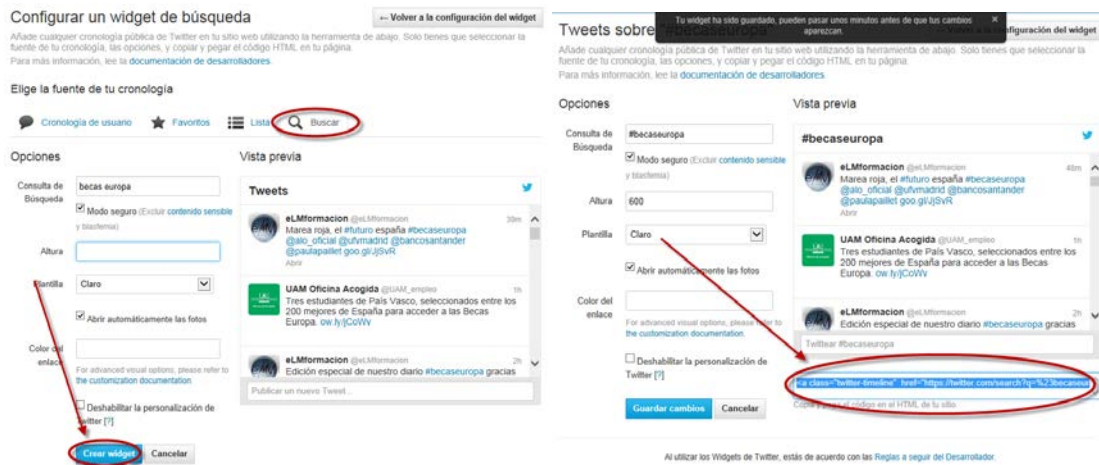 Configurar un widget de búsqueda
← Volver a la configuración del widget
Añade cualquier cronología pública de Twitter en tu sitio web utilizando la herramienta de abajo. Solo tienes que seleccionar la
fuente de tu cronología, las opciones, y copiar y pegar el código HTML en tu página.
Para más información, lee la documentación de desarrolladores.
Elige la fuente de tu cronología
Cronología de usuario
Favoritos
Lista
Buscar
Opciones
Consulta de
Búsqueda
becas europa
Modo seguro (Excluir contenido sensible
y blasfemia)
Altura
Plantilla
Claro
Abrir automáticamente las fotos
Color del
enlace
For advanced visual options, please refer to
the customization documentation.
Deshabilitar la personalización de
Twitter [?]
Crear widget
Cancelar
Vista previa
Tweets
eLMformacion @eLMformacion 39m
Marea roja, el #futuro españa #becaseuropa
@alo_oficial @ufvmadrid @bancosantander
@paulapaillet goo.gl/JjSvR
Abrir
UAM Oficina Acogida @UAM_empleo 1h
Tres estudiantes de País Vasco, seleccionados entre los
200 mejores de España para acceder a las Becas
Europa. ow.ly/jCoWv
eLMformacion @eLMformacion 2h
Edición especial de nuestro diario #becaseuropa gracias
Publicar un nuevo Tweet...
Tweets sobre "#becaseuropa"
Tu widget ha sido guardado, pueden pasar unos minutos antes de que tus cambios
aparezcan.
×
configuración del widget
Añade cualquier cronología pública de Twitter en tu sitio web utilizando la herramienta de abajo. Solo tienes que seleccionar la
fuente de tu cronología, las opciones, y copiar y pegar el código HTML en tu página.
Para más información, lee la documentación de desarrolladores.
Opciones
Consulta de
Búsqueda
#becaseuropa
Modo seguro (Excluir contenido sensible
y blasfemia)
Altura
600
Plantilla
Claro
Abrir automáticamente las fotos
Color del
enlace
For advanced visual options, please refer to
the customization documentation.
Deshabilitar la personalización de
Twitter [?]
Guardar cambios
Cancelar
Vista previa
#becaseuropa
eLMformacion @eLMformacion 40m
Marea roja, el #futuro españa #becaseuropa
@alo_oficial @ufvmadrid @bancosantander
@paulapaillet goo.gl/JjSvR
Abrir
UAM Oficina Acogida @UAM_empleo 1h
Tres estudiantes de País Vasco, seleccionados entre los
200 mejores de España para acceder a las Becas
Europa. ow.ly/jCoWv
eLMformacion @eLMformacion 2h
Edición especial de nuestro diario #becaseuropa gracias
Twittear #becaseuropa
<a class="twitter-timeline" href="https://twitter.com/search?q=%23becaseur
Copia y pega el código en el HTML de tu sitio
Al utilizar los Widgets de Twitter, estás de acuerdo con las Reglas a seguir del Desarrollador.